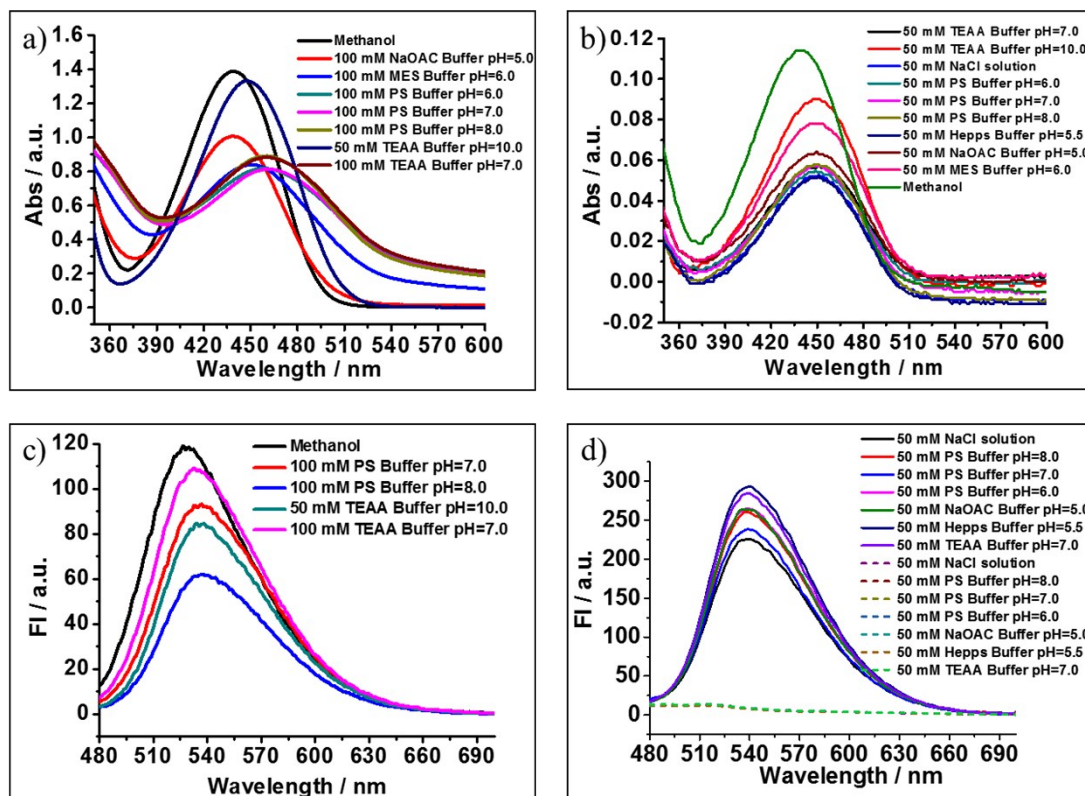 a)
Methanol
100 mM NaOAC Buffer pH=5.0
100 mM MES Buffer pH=6.0
100 mM PS Buffer pH=6.0
100 mM PS Buffer pH=7.0
100 mM PS Buffer pH=8.0
50 mM TEAA Buffer pH=10.0
100 mM TEAA Buffer pH=7.0
Abs / a.u.
1.6
1.4
1.2
1.0
0.8
0.6
0.4
0.2
0.0
360 390 420 450 480 510 540 570 600
Wavelength / nm
b)
50 mM TEAA Buffer pH=7.0
50 mM TEAA Buffer pH=10.0
50 mM NaCl solution
50 mM PS Buffer pH=6.0
50 mM PS Buffer pH=7.0
50 mM PS Buffer pH=8.0
50 mM Hepps Buffer pH=5.5
50 mM NaOAC Buffer pH=5.0
50 mM MES Buffer pH=6.0
Methanol
Abs / a.u.
0.12
0.10
0.08
0.06
0.04
0.02
0.00
-0.02
360 390 420 450 480 510 540 570 600
Wavelength / nm
c)
Methanol
100 mM PS Buffer pH=7.0
100 mM PS Buffer pH=8.0
50 mM TEAA Buffer pH=10.0
100 mM TEAA Buffer pH=7.0
FI / a.u.
120
100
80
60
40
20
0
480 510 540 570 600 630 660 690
Wavelength / nm
d)
50 mM NaCl solution
50 mM PS Buffer pH=8.0
50 mM PS Buffer pH=7.0
50 mM PS Buffer pH=6.0
50 mM NaOAC Buffer pH=5.0
50 mM Hepps Buffer pH=5.5
50 mM TEAA Buffer pH=7.0
50 mM NaCl solution
50 mM PS Buffer pH=8.0
50 mM PS Buffer pH=7.0
50 mM PS Buffer pH=6.0
50 mM NaOAC Buffer pH=5.0
50 mM Hepps Buffer pH=5.5
50 mM TEAA Buffer pH=7.0
FI / a.u.
300
250
200
150
100
50
0
480 510 540 570 600 630 660 690
Wavelength / nm